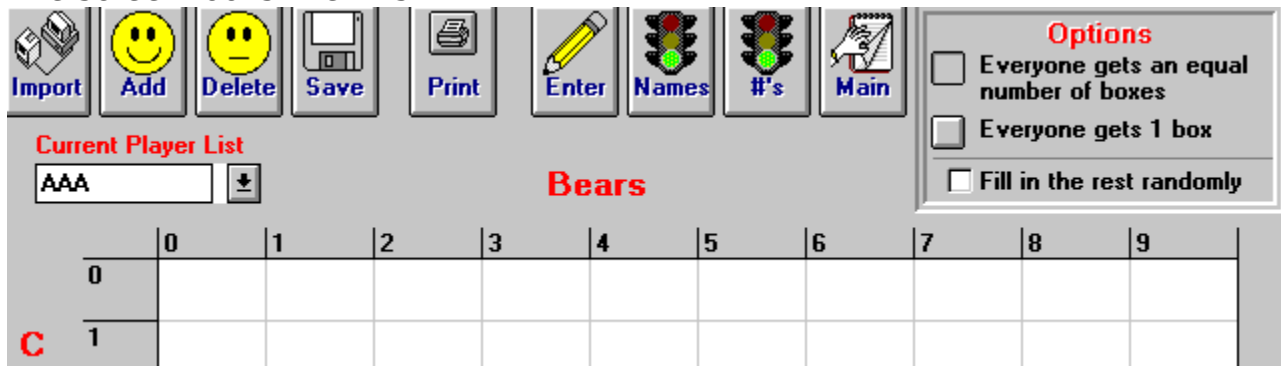 Import Add Delete Save Print Enter Names #'s Main
Options
Everyone gets an equal
number of boxes
Everyone gets 1 box
Fill in the rest randomly
Current Player List
AAA
Bears
0 1 2 3 4 5 6 7 8 9
0
C 1